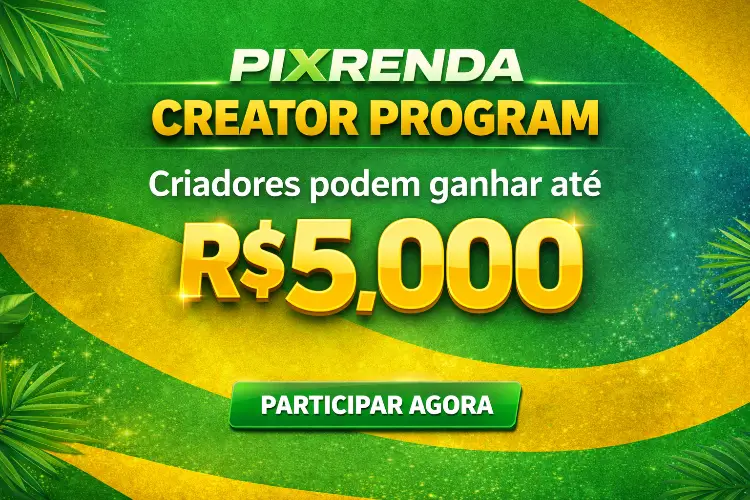 PIXRENDA
CREATOR PROGRAM
Criadores podem ganhar até
R$5.000
PARTICIPAR AGORA